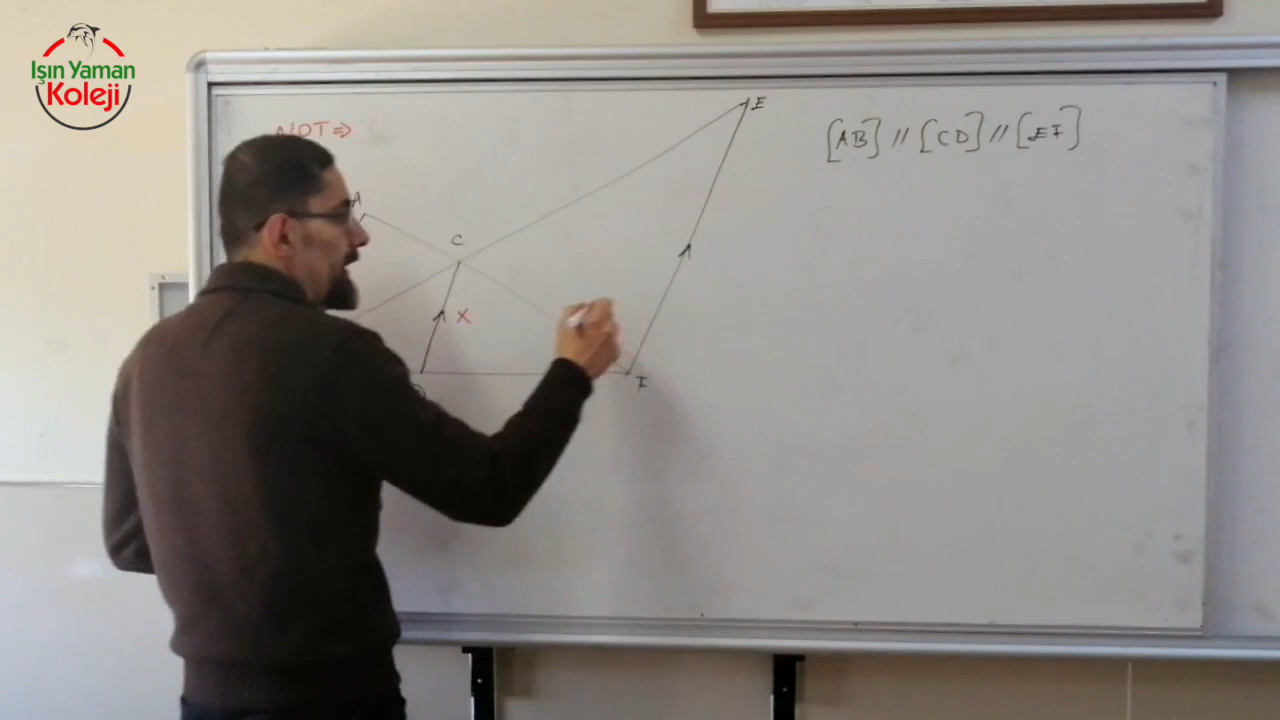 Işın Yaman
Koleji
NOT ⇒
E
[AB] // [CD] // [EF]
A
C
X
D
F